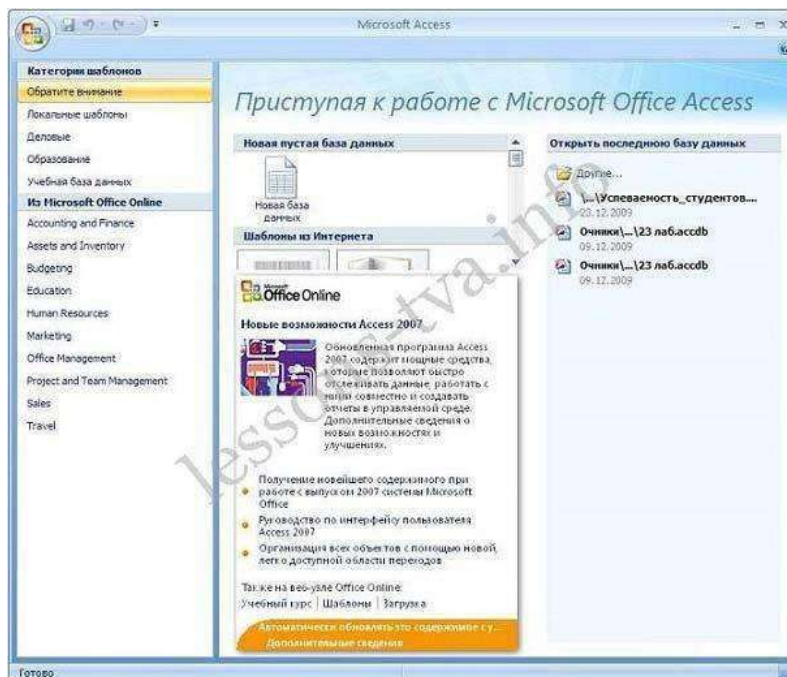 Microsoft Access
Категория шаблонов
Обратите внимание
Локальные шаблоны
Деловые
Образование
Учебная база данных
Из Microsoft Office Online
Accounting and Finance
Assets and Inventory
Budgeting
Education
Human Resources
Marketing
Office Management
Project and Team Management
Sales
Travel
Приступая к работе с Microsoft Office Access
Новая пустая база данных
Новая база
данных
Шаблоны из Интернета
Microsoft
Office Online
Новые возможности Access 2007
Обновленная программа Access
2007 содержит мощные средства,
которые позволяют быстро
отслеживать данные, работать с
ними совместно и создавать
отчеты в управляемой среде.
Дополнительные сведения о
новых возможностях и
улучшениях.
Получение новейшего содержимого при
работе с выпуском 2007 системы Microsoft
Office
Руководство по интерфейсу пользователя
Access 2007
Организация всех объектов с помощью новой,
легко доступной области переходов
Также на веб-узле Office Online:
Учебный курс | Шаблоны | Загрузка
Автоматически обновлять это содержимое с у...
Дополнительные сведения
Открыть последнюю базу данных
Другие...
\...\Успеваемость_студентов....
23.12.2009
Очники\...\23 лаб.accdb
09.12.2009
Очники\...\23 лаб.accdb
09.12.2009
Готово
lessons-tva.info